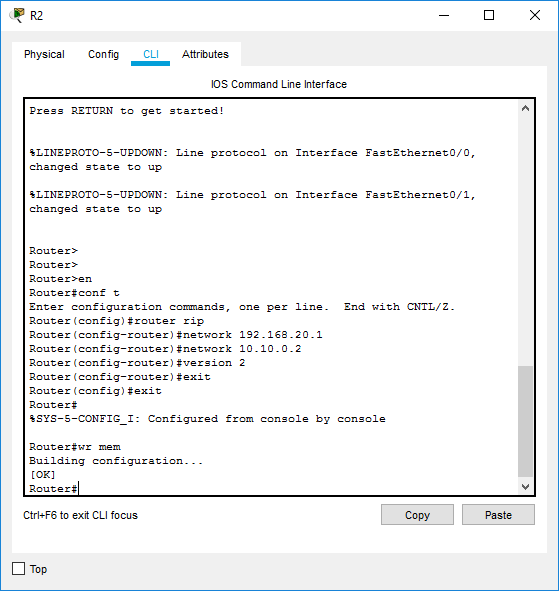 R2
Physical Config CLI Attributes
IOS Command Line Interface
Press RETURN to get started!
%LINEPROTO-5-UPDOWN: Line protocol on Interface FastEthernet0/0,
changed state to up
%LINEPROTO-5-UPDOWN: Line protocol on Interface FastEthernet0/1,
changed state to up
Router>
Router>
Router>en
Router#conf t
Enter configuration commands, one per line.  End with CNTL/Z.
Router(config)#router rip
Router(config-router)#network 192.168.20.1
Router(config-router)#network 10.10.0.2
Router(config-router)#version 2
Router(config-router)#exit
Router(config)#exit
Router#
%SYS-5-CONFIG_I: Configured from console by console
Router#wr mem
Building configuration...
[OK]
Router#
Ctrl+F6 to exit CLI focus
Copy Paste
Top